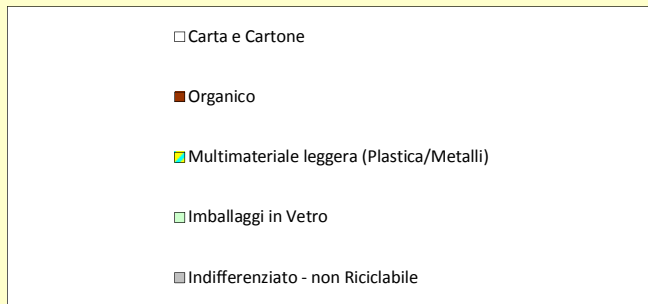 Carta e Cartone
Organico
Multimateriale leggera (Plastica/Metalli)
Imballaggi in Vetro
Indifferenziato - non Riciclabile